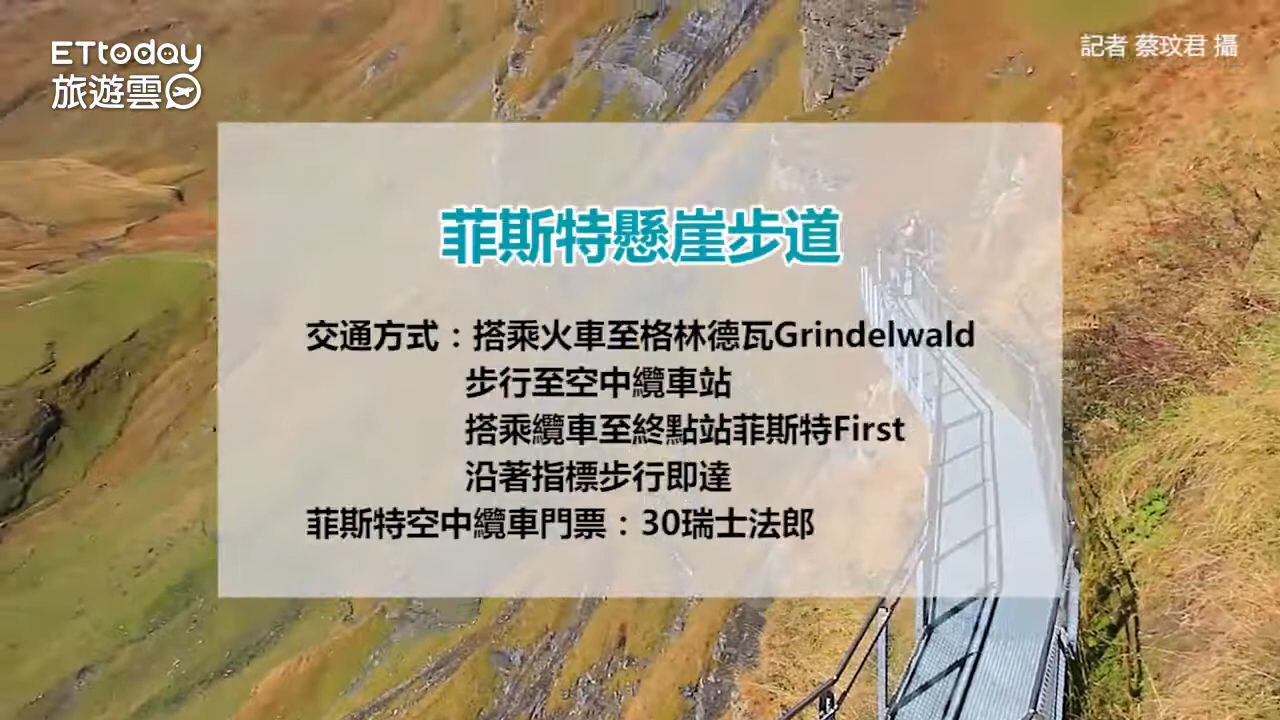 ETtoday
旅遊雲
記者 蔡玟君 攝
菲斯特懸崖步道
交通方式：搭乘火車至格林德瓦Grindelwald
步行至空中纜車站
搭乘纜車至終點站菲斯特First
沿著指標步行即達
菲斯特空中纜車門票：30瑞士法郎